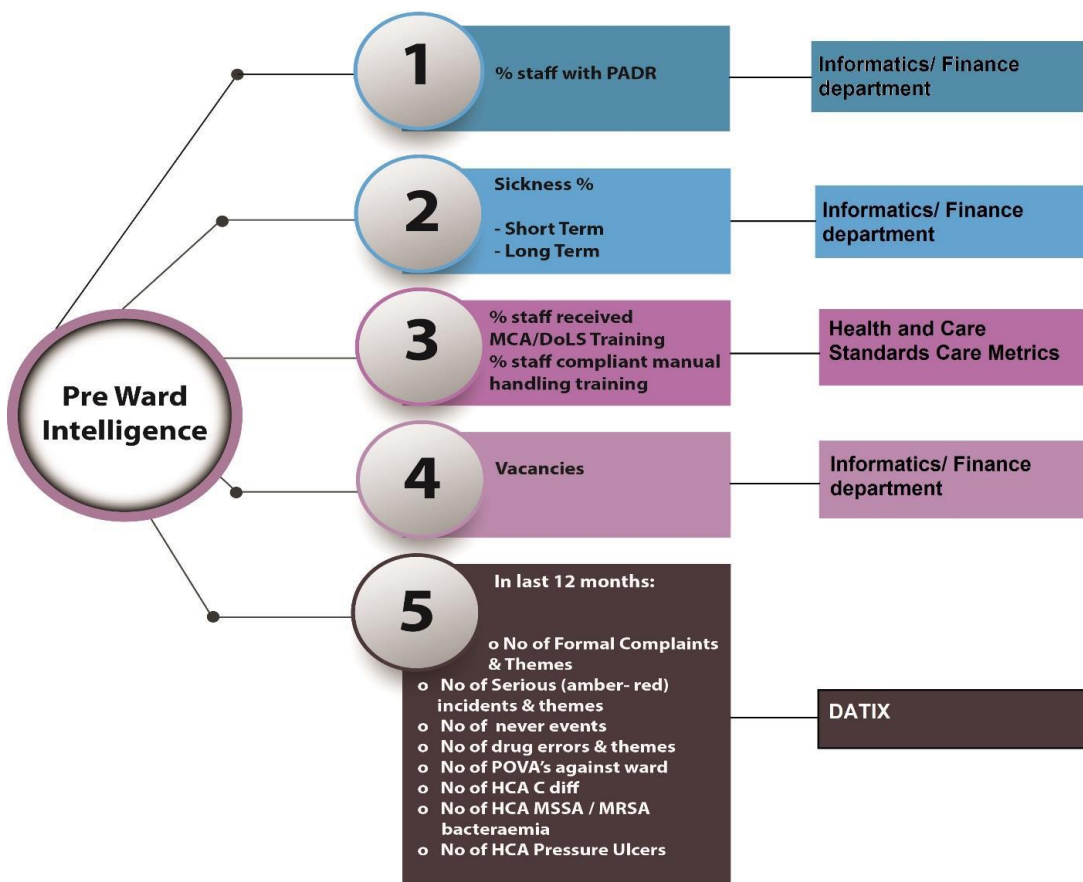 Pre Ward
Intelligence
1
% staff with PADR
Informatics/ Finance
department
2
Sickness %
- Short Term
- Long Term
Informatics/ Finance
department
3
% staff received
MCA/DoLS Training
% staff compliant manual
handling training
Health and Care
Standards Care Metrics
4
Vacancies
Informatics/ Finance
department
5
In last 12 months:
o No of Formal Complaints
& Themes
o No of Serious (amber- red)
incidents & themes
o No of never events
o No of drug errors & themes
o No of POVA's against ward
o No of HCA C diff
o No of HCA MSSA / MRSA
bacteraemia
o No of HCA Pressure Ulcers
DATIX